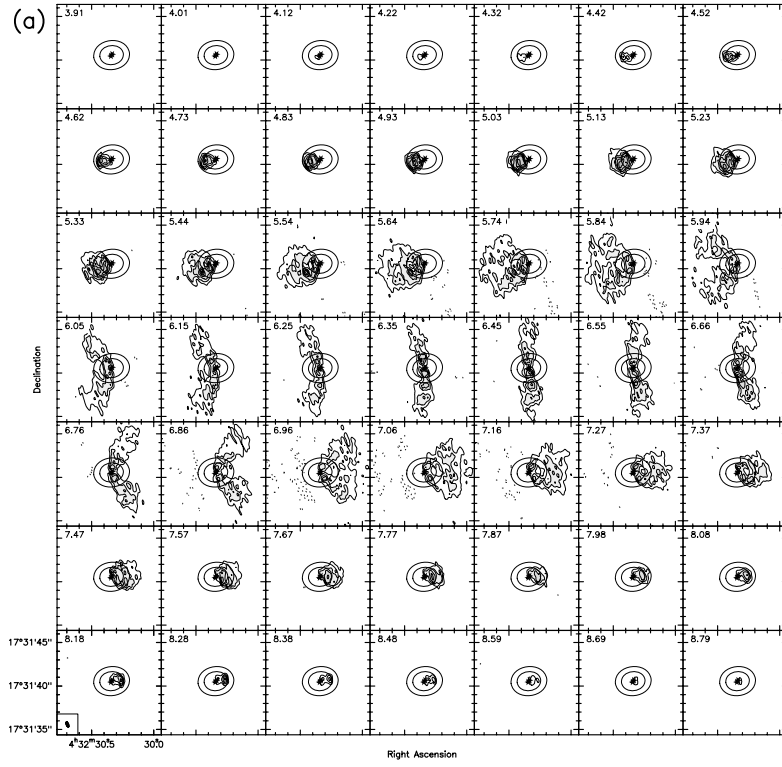 (a)
3.91 4.01 4.12 4.22 4.32 4.42 4.52
4.62 4.73 4.83 4.93 5.03 5.13 5.23
5.33 5.44 5.54 5.64 5.74 5.84 5.94
6.05 6.15 6.25 6.35 6.45 6.55 6.66
Declination
6.76 6.86 6.96 7.06 7.16 7.27 7.37
7.47 7.57 7.67 7.77 7.87 7.98 8.08
8.18 8.28 8.38 8.48 8.59 8.69 8.79
17°31'45"
17°31'40"
17°31'35"
4ʰ32ᵐ30ˢ.5 30ˢ.0
Right Ascension